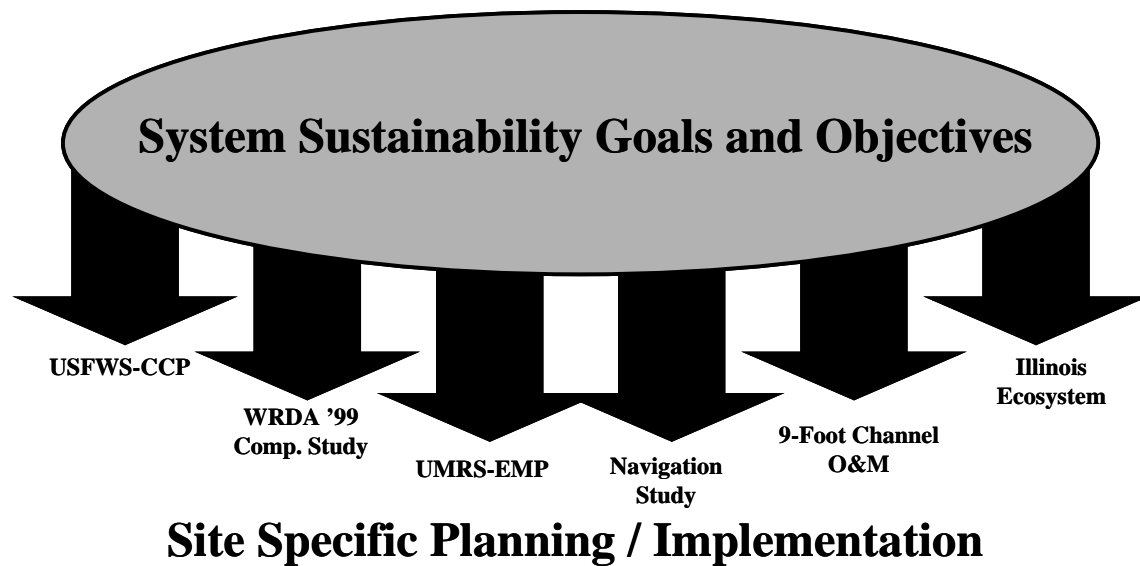 System Sustainability Goals and Objectives
USFWS-CCP
WRDA ’99
Comp. Study
UMRS-EMP
Navigation
Study
9-Foot Channel
O&M
Illinois
Ecosystem
Site Specific Planning / Implementation